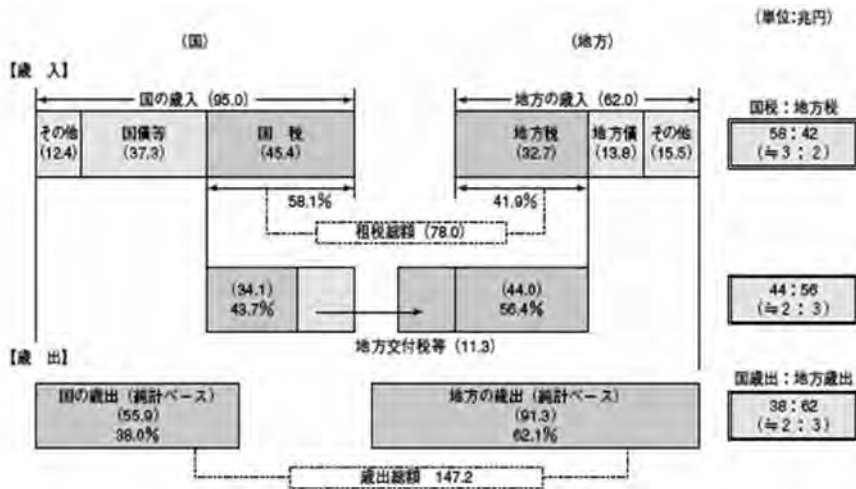 (単位:兆円)
(国)
(地方)
【歳 入】
国の歳入 (95.0)
地方の歳入 (62.0)
国税:地方税
その他
(12.4)
国債等
(37.3)
国 税
(45.4)
地方税
(32.7)
地方債
(13.8)
その他
(15.5)
58:42
(≒3:2)
58.1%
41.9%
租税総額 (78.0)
(34.1)
43.7%
(44.0)
56.4%
44:56
(≒2:3)
地方交付税等 (11.3)
【歳 出】
国歳出:地方歳出
国の歳出 (純計ベース)
(55.9)
38.0%
地方の歳出 (純計ベース)
(91.3)
62.1%
38:62
(≒2:3)
歳出総額 147.2